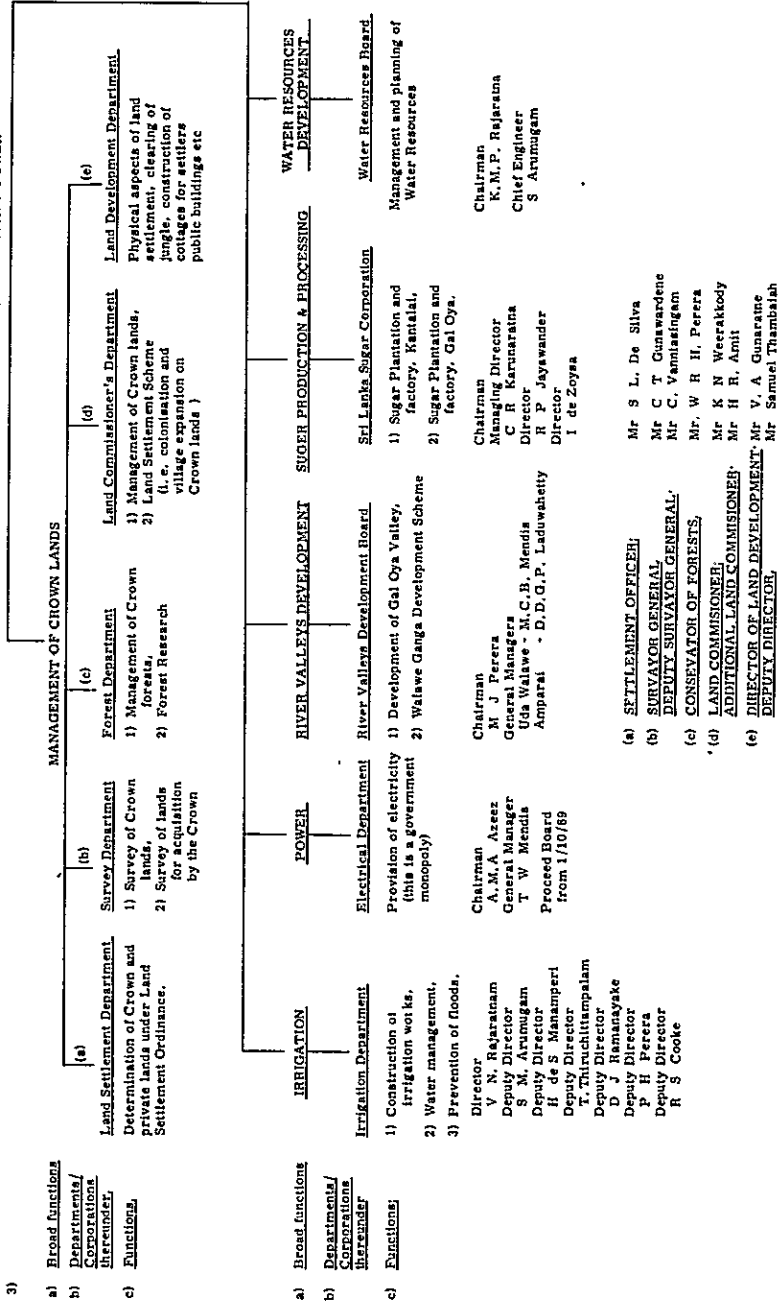 3)
MANAGEMENT OF CROWN LANDS
a) Broad functions
b) Departments/
Corporations
thereunder,
c) Functions,
(a)
Land Settlement Department
Determination of Crown and
private lands under Land
Settlement Ordinance,
(b)
Survey Department
1) Survey of Crown
lands,
2) Survey of lands
for acquisition
by the Crown
(c)
Forest Department
1) Management of Crown
forests,
2) Forest Research
(d)
Land Commissioner's Department
1) Management of Crown lands,
2) Land Settlement Scheme
(i.e. colonisation and
village expansion on
Crown lands )
(e)
Land Development Department
Physical aspects of land
settlement, clearing of
jungle, construction of
cottages for settlers
public buildings etc
a) Broad functions
b) Departments/
Corporations
thereunder
c) Functions;
IRRIGATION
Irrigation Department
1) Construction of
irrigation works,
2) Water management,
3) Prevention of floods,
Director
V N, Rajaratnam
Deputy Director
S M, Arumugam
Deputy Director
H de S Manamperi
Deputy Director
T, Thiruchittampalam
Deputy Director
D J Ramanayake
Deputy Director
P H Perera
Deputy Director
R S Cooke
POWER
Electrical Department
Provision of electricity
(this is a government
monopoly)
Chairman
A, M, A Azeez
General Manager
T W Mendis
Proceed Board
from 1/10/69
RIVER VALLEYS DEVELOPMENT
River Valleys Development Board
1) Development of Gal Oya Valley,
2) Walawe Ganga Development Scheme
Chairman
M J Perera
General Managers
Uda Walawe - M.C.B. Mendis
Amparai - D.D.G.P. Laduwahetty
SUGER PRODUCTION & PROCESSING
Sri Lanka Sugar Corporation
1) Sugar Plantation and
factory, Kantalai,
2) Sugar Plantation and
factory, Gal Oya,
Chairman
Managing Director
C R Karunaratna
Director
R P Jayawander
Director
I de Zoysa
WATER RESOURCES
DEVELOPMENT
Water Resources Board
Management and planning of
Water Resources
Chairman
K.M.P. Rajaratna
Chief Engineer
S Arumugam
(a) SETTLEMENT OFFICER; Mr S L. De Silva
(b) SURVAYOR GENERAL Mr C T Gunawardene
DEPUTY SURVAYOR GENERAL, Mr C. Vanniasingam
(c) CONSEVATOR OF FORESTS, Mr, W R H, Perera
(d) LAND COMMISIONER; Mr K N Weerakkody
ADDITIONAL LAND COMMISIONER, Mr H R, Amit
(e) DIRECTOR OF LAND DEVELOPMENT, Mr V. A Gunaratne
DEPUTY DIRECTOR, Mr Samuel Thambaiah